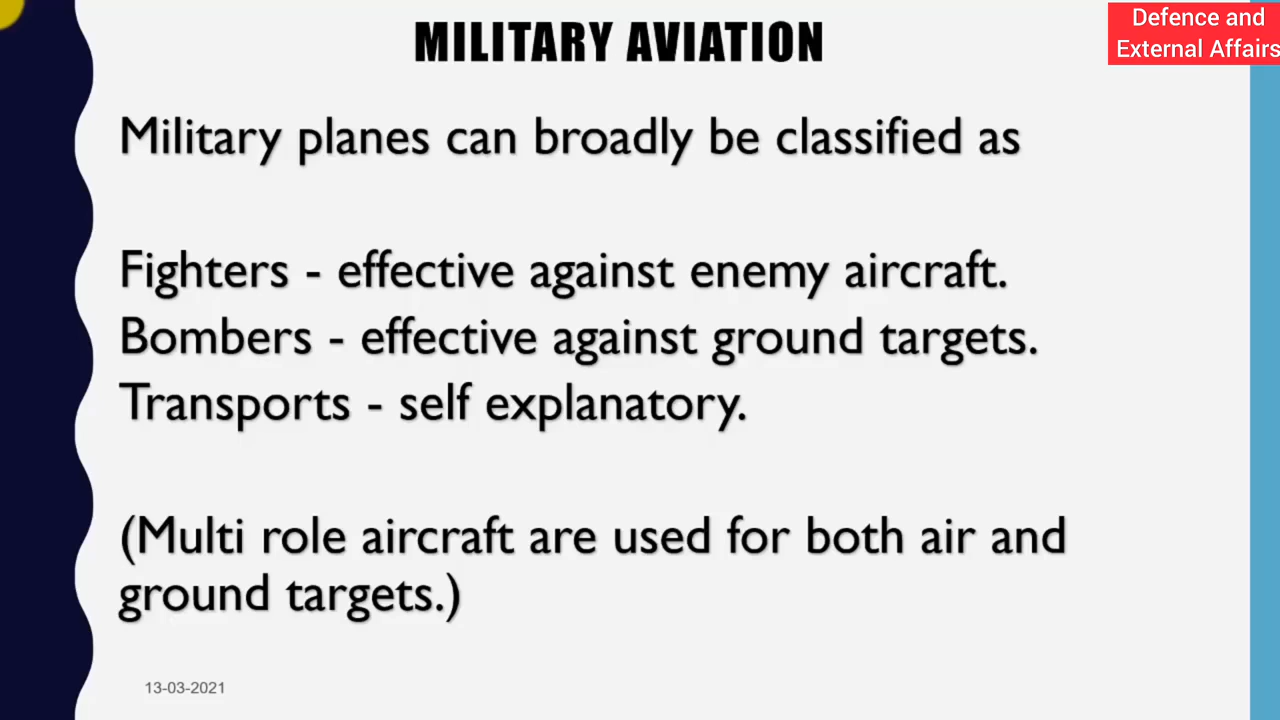 MILITARY AVIATION
Defence and
External Affairs
Military planes can broadly be classified as
Fighters - effective against enemy aircraft.
Bombers - effective against ground targets.
Transports - self explanatory.
(Multi role aircraft are used for both air and
ground targets.)
13-03-2021